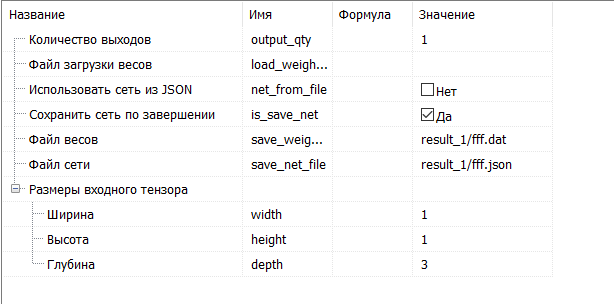 Название Имя Формула Значение
Количество выходов output_qty 1
Файл загрузки весов load_weigh...
Использовать сеть из JSON net_from_file Нет
Сохранить сеть по завершении is_save_net Да
Файл весов save_weig... result_1/fff.dat
Файл сети save_net_file result_1/fff.json
Размеры входного тензора
Ширина width 1
Высота height 1
Глубина depth 3